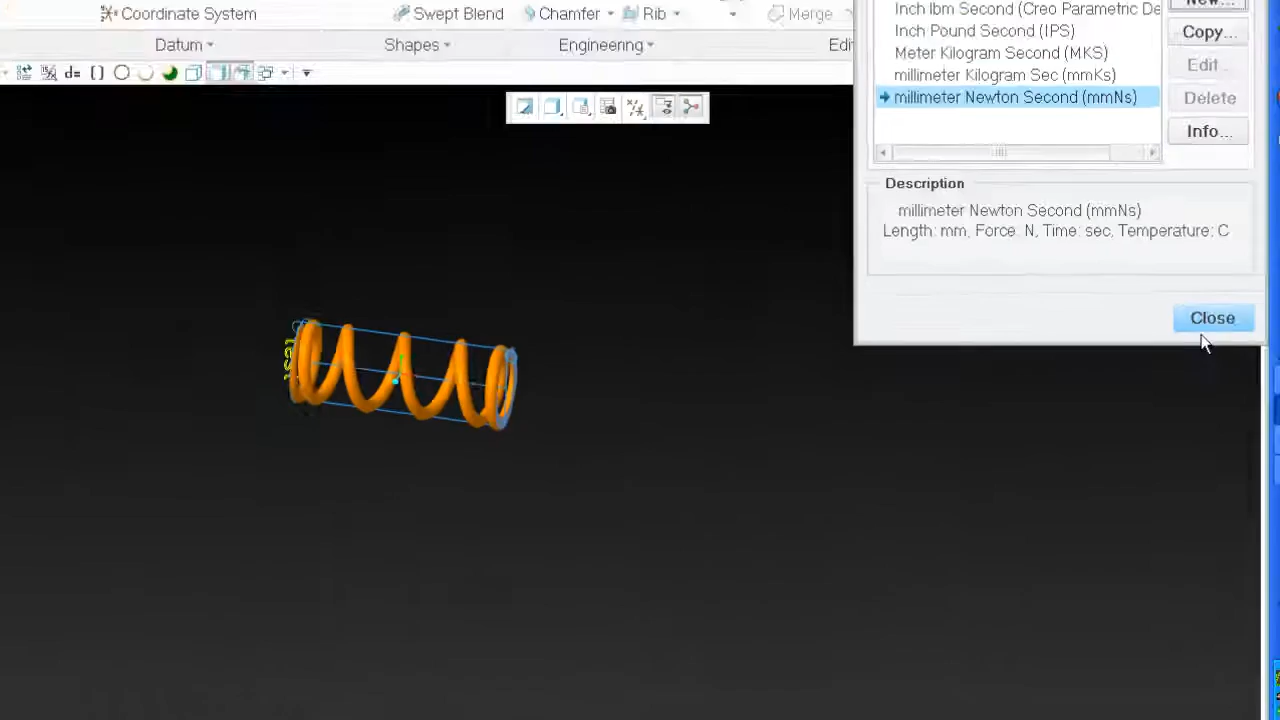 Coordinate System
Swept Blend
Chamfer
Rib
Merge
Datum
Shapes
Engineering
d=
Inch lbm Second (Creo Parametric De
Inch Pound Second (IPS)
Meter Kilogram Second (MKS)
millimeter Kilogram Sec (mmKs)
millimeter Newton Second (mmNs)
New...
Copy...
Edit...
Delete
Info...
Description
millimeter Newton Second (mmNs)
Length: mm, Force: N, Time: sec, Temperature: C
Close